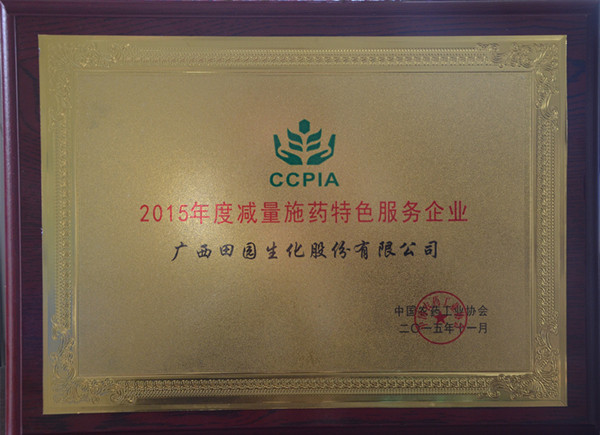 CCPIA
2015年度减量施药特色服务企业
广西田园生化股份有限公司
中国农药工业协会
二〇一五年十一月